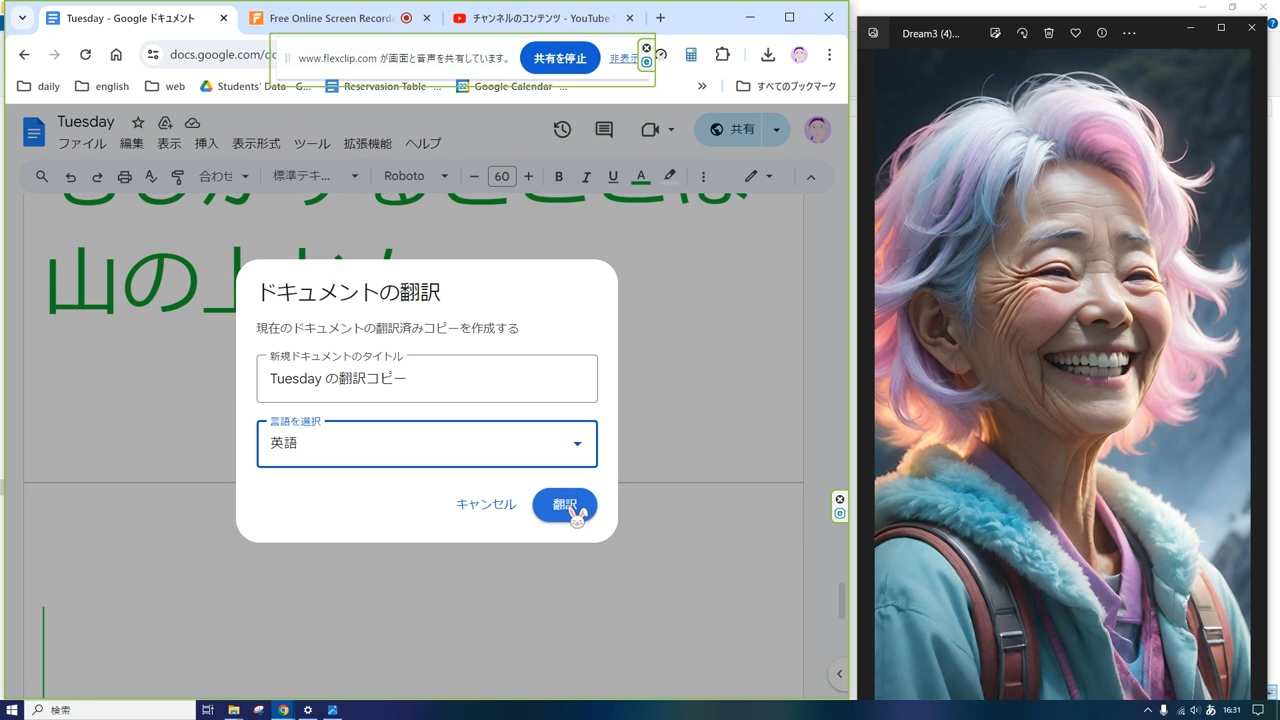 Tuesday - Google ドキュメント
Free Online Screen Record
チャンネルのコンテンツ - YouTube
docs.google.com/dc
www.flexclip.com が画面と音声を共有しています。
共有を停止
非表示
daily
english
web
Students' Data - G...
Reservasion Table ...
Google Calendar ...
すべてのブックマーク
Dream3 (4)...
Tuesday
ファイル 編集 表示 挿入 表示形式 ツール 拡張機能 ヘルプ
共有
合わせ
標準テキ...
Roboto
60
B I U A
山の上
ドキュメントの翻訳
現在のドキュメントの翻訳済みコピーを作成する
新規ドキュメントのタイトル
Tuesday の翻訳コピー
言語を選択
英語
キャンセル
翻訳
検索
あ
16:31